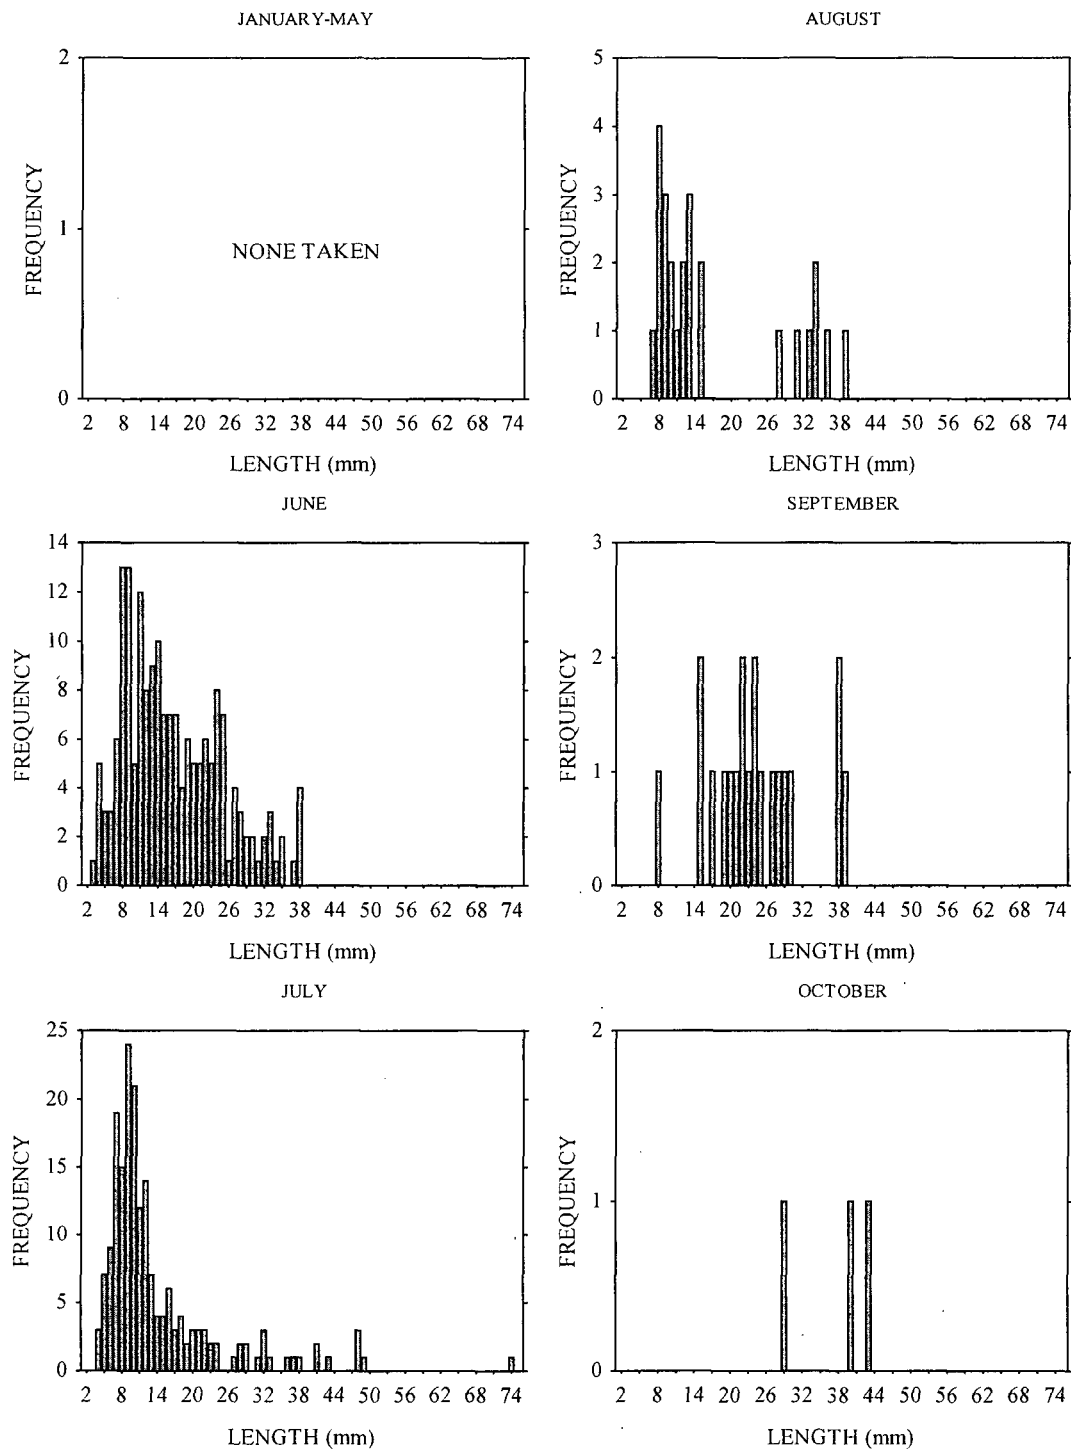 JANUARY-MAY
2
1
0
FREQUENCY
NONE TAKEN
2 8 14 20 26 32 38 44 50 56 62 68 74
LENGTH (mm)
AUGUST
5
4
3
2
1
0
FREQUENCY
2 8 14 20 26 32 38 44 50 56 62 68 74
LENGTH (mm)
JUNE
14
12
10
8
6
4
2
0
FREQUENCY
2 8 14 20 26 32 38 44 50 56 62 68 74
LENGTH (mm)
SEPTEMBER
3
2
1
0
FREQUENCY
2 8 14 20 26 32 38 44 50 56 62 68 74
LENGTH (mm)
JULY
25
20
15
10
5
0
FREQUENCY
2 8 14 20 26 32 38 44 50 56 62 68 74
LENGTH (mm)
OCTOBER
2
1
0
FREQUENCY
2 8 14 20 26 32 38 44 50 56 62 68 74
LENGTH (mm)